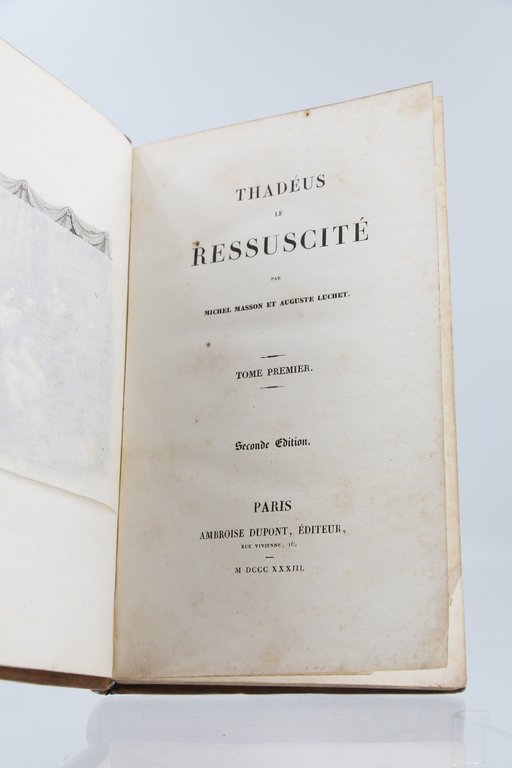 THADÉUS
LE
RESSUSCITÉ
PAR
MICHEL MASSON ET AUGUSTE LUCHET.
TOME PREMIER.
Seconde Edition.
PARIS
AMBROISE DUPONT, ÉDITEUR,
RUE VIVIENNE, 16.
M DCCC XXXIII.